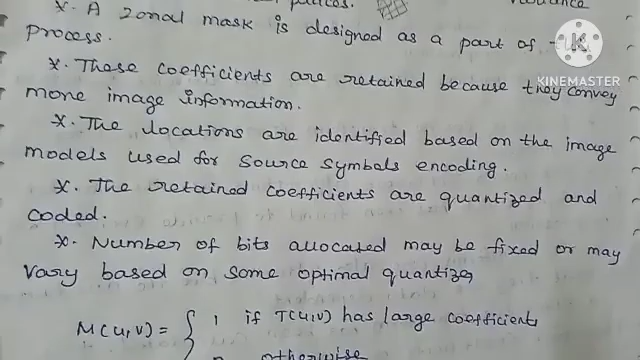 *. A zonal mask is designed as a part of this
process.
*. These coefficients are retained because they convey
more image information.
*. The locations are identified based on the image
models used for source symbols encoding.
*. The retained coefficients are quantized and
coded.
*. Number of bits allocated may be fixed or may
vary based on some optimal quantizer
M(u,v) = { 1 if T(u,v) has large coefficients
otherwise
KINEMASTER